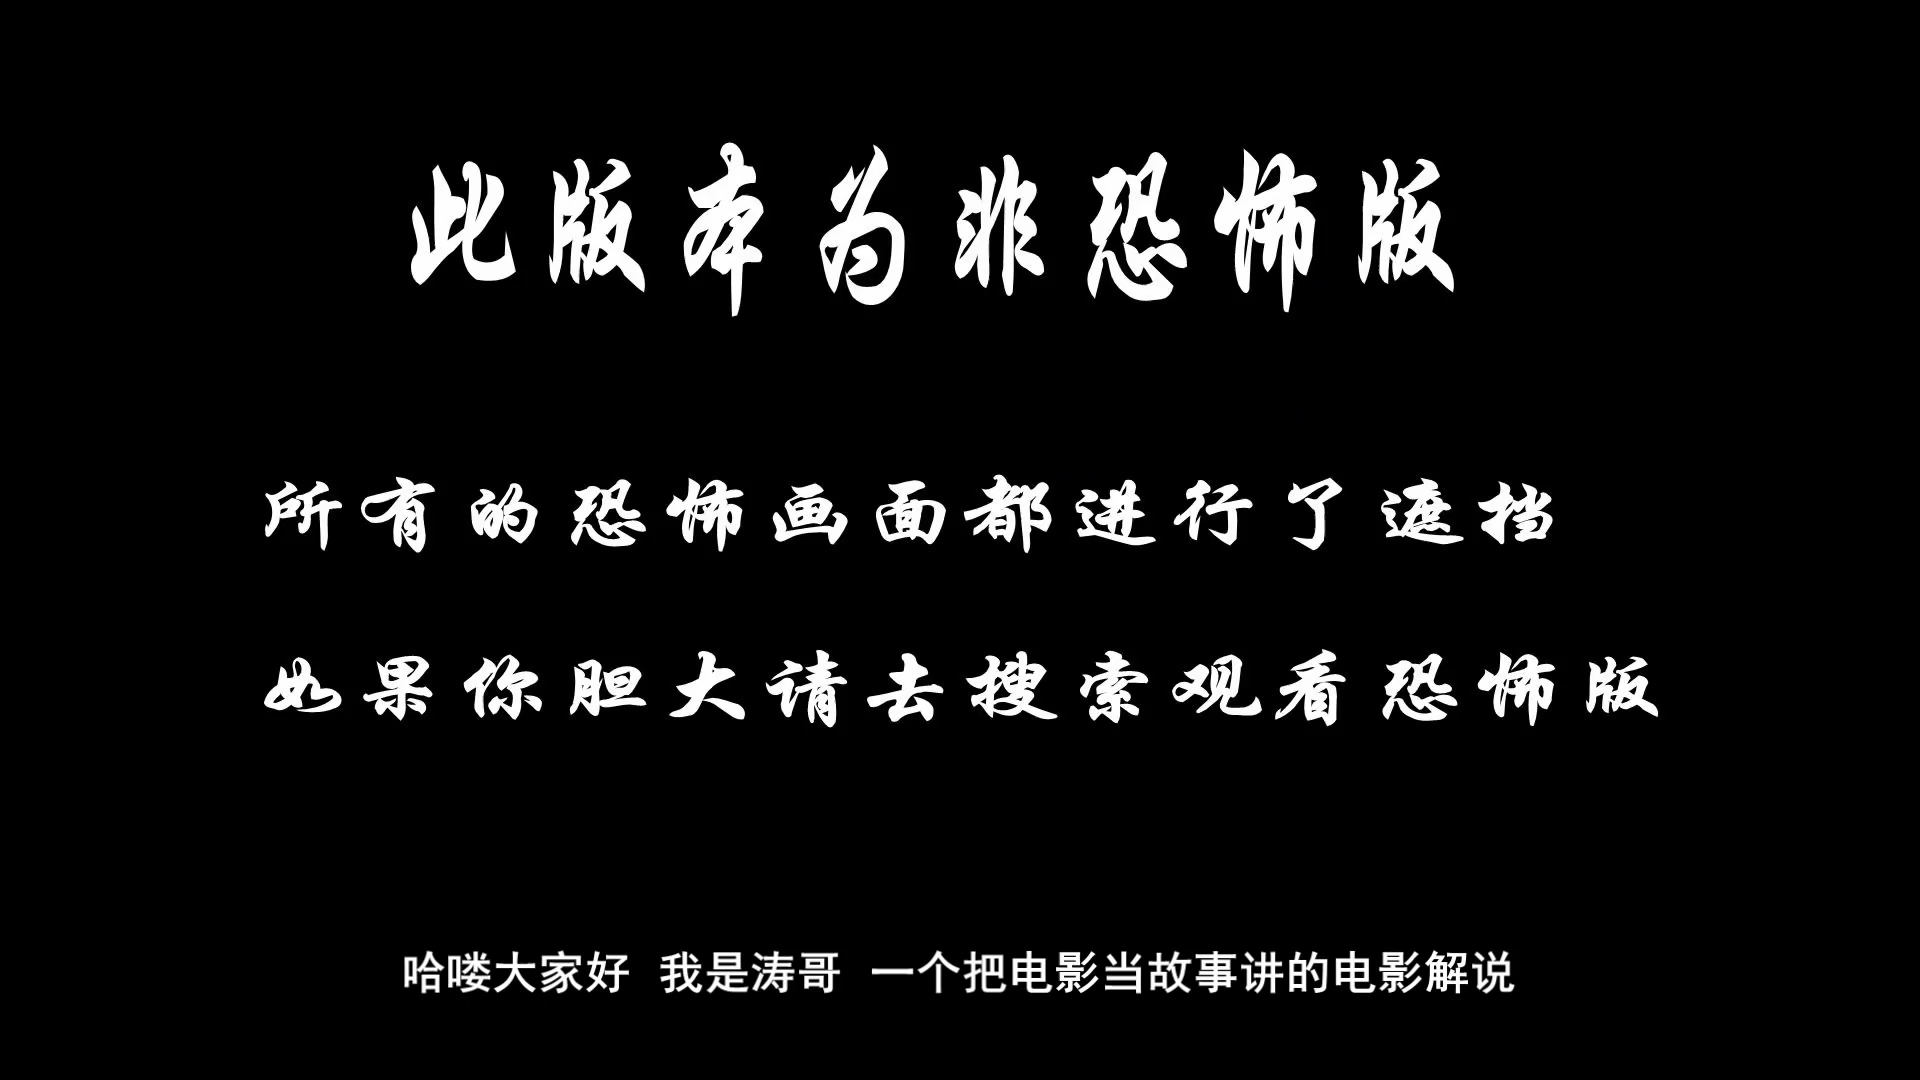 此版本为非恐怖版
所有的恐怖画面都进行了遮挡
如果你胆大请去搜索观看恐怖版
哈喽大家好 我是涛哥 一个把电影当故事讲的电影解说